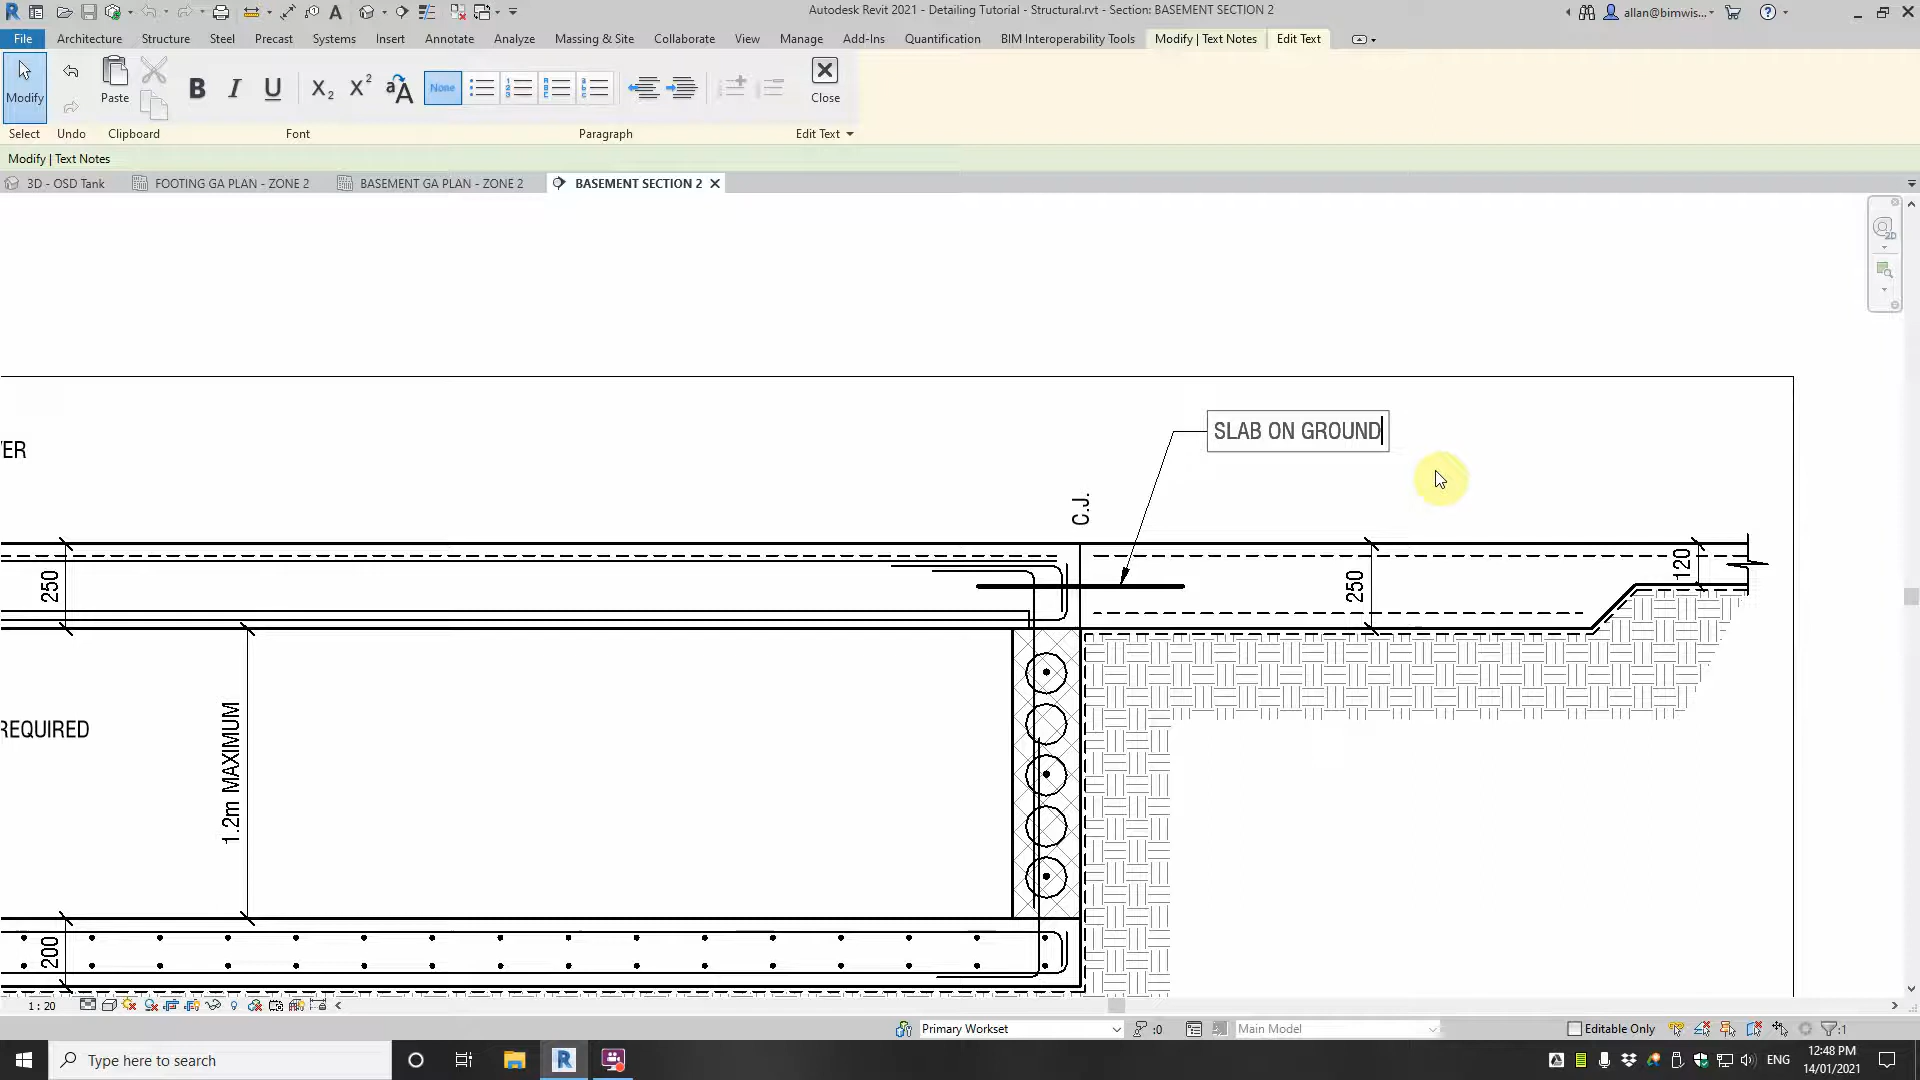 Autodesk Revit 2021 - Detailing Tutorial - Structural.rvt - Section: BASEMENT SECTION 2
allan@bimwis...
File Architecture Structure Steel Precast Systems Insert Annotate Analyze Massing & Site Collaborate View Manage Add-Ins Quantification BIM Interoperability Tools Modify | Text Notes Edit Text
Modify
Paste
B I U X₂ X² aA
None
Close
Select Undo Clipboard Font Paragraph Edit Text
Modify | Text Notes
3D - OSD Tank FOOTING GA PLAN - ZONE 2 BASEMENT GA PLAN - ZONE 2 BASEMENT SECTION 2
2D
SLAB ON GROUND
ER
C.J.
250
250
120
REQUIRED
1.2m MAXIMUM
200
1 : 20
Primary Workset
:0
Main Model
Editable Only
:1
Type here to search
ENG
12:48 PM
14/01/2021